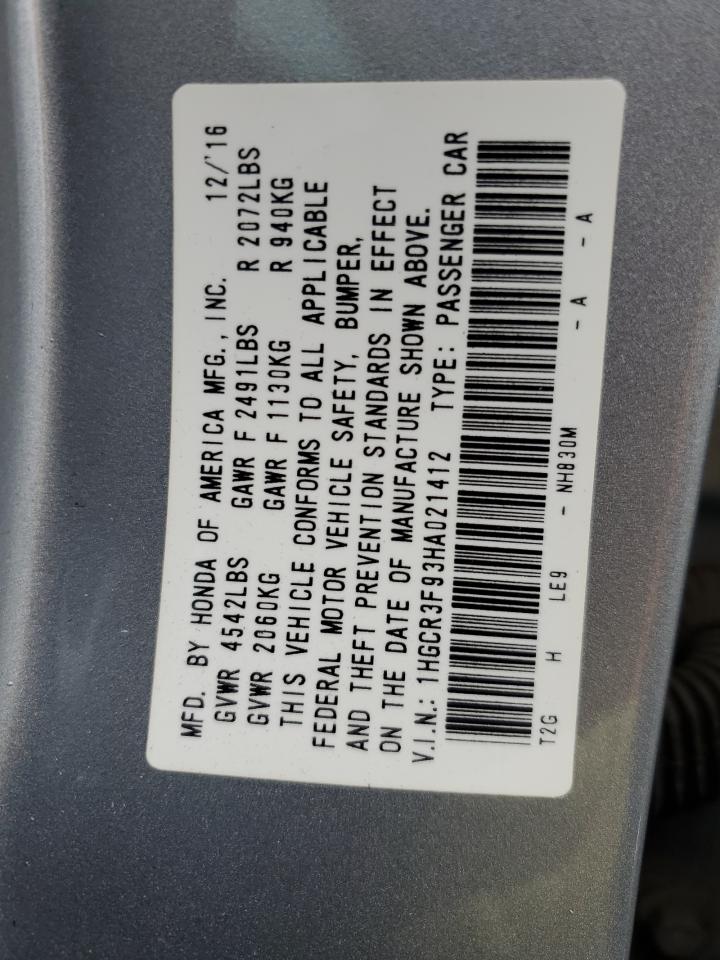 MFD. BY HONDA OF AMERICA MFG., INC. 12/'16
GVWR 4542LBS GAWR F 2491LBS R 2072LBS
GVWR 2060KG GAWR F 1130KG R 940KG
THIS VEHICLE CONFORMS TO ALL APPLICABLE
FEDERAL MOTOR VEHICLE SAFETY, BUMPER,
AND THEFT PREVENTION STANDARDS IN EFFECT
ON THE DATE OF MANUFACTURE SHOWN ABOVE.
V.I.N.: 1HGCR3F93HA021412 TYPE: PASSENGER CAR
T2G H LE9 - NH830M - A - A